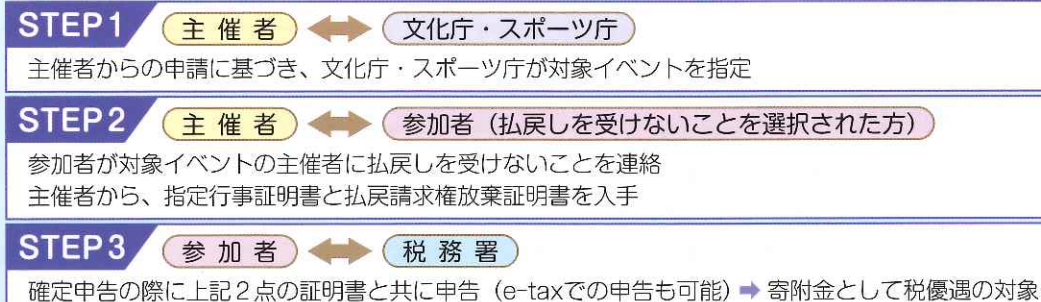 STEP1 主催者 ⬌ 文化庁・スポーツ庁
主催者からの申請に基づき、文化庁・スポーツ庁が対象イベントを指定
STEP2 主催者 ⬌ 参加者（払戻しを受けないことを選択された方）
参加者が対象イベントの主催者に払戻しを受けないことを連絡
主催者から、指定行事証明書と払戻請求権放棄証明書を入手
STEP3 参加者 ⬌ 税務署
確定申告の際に上記2点の証明書と共に申告（e-taxでの申告も可能）➡ 寄附金として税優遇の対象